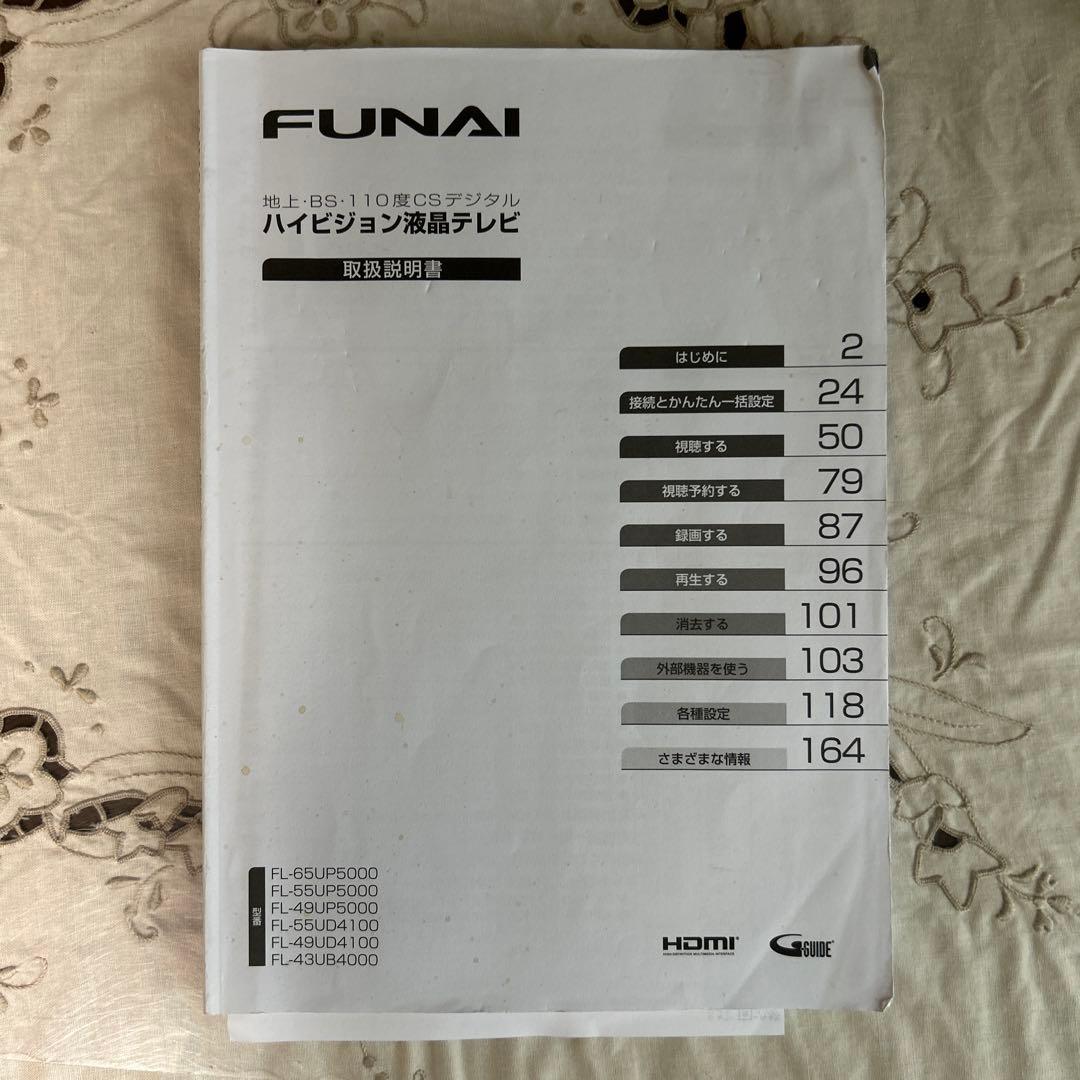 FUNAI
地上・BS・110度CSデジタル
ハイビジョン液晶テレビ
取扱説明書
はじめに 2
接続とかんたん一括設定 24
視聴する 50
視聴予約する 79
録画する 87
再生する 96
消去する 101
外部機器を使う 103
各種設定 118
さまざまな情報 164
型番
FL-65UP5000
FL-55UP5000
FL-49UP5000
FL-55UD4100
FL-49UD4100
FL-43UB4000
HDMI
HIGH-DEFINITION MULTIMEDIA INTERFACE
G-GUIDE